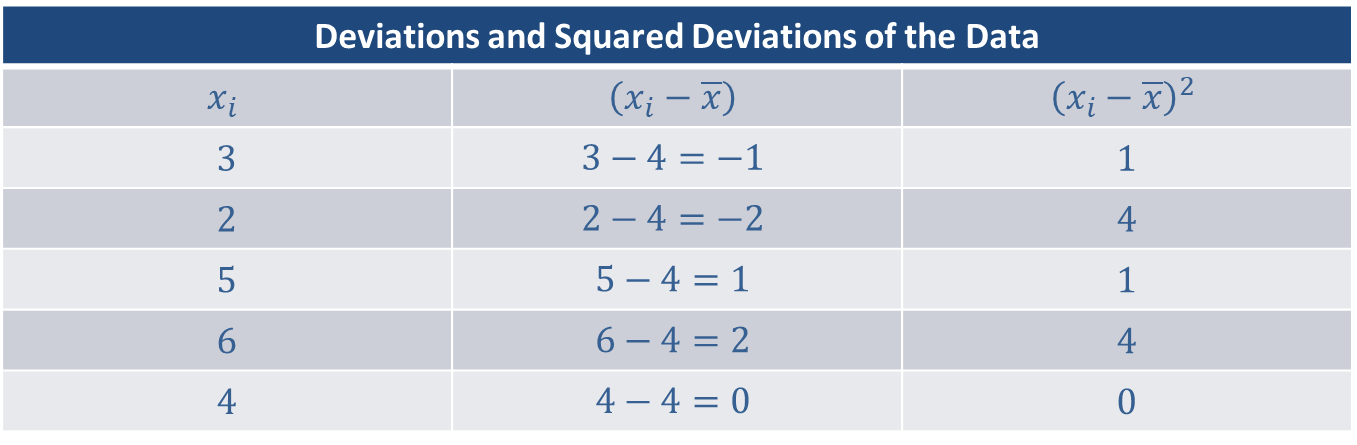 Deviations and Squared Deviations of the Data
xᵢ (xᵢ − x̅) (xᵢ − x̅)²
3 3 − 4 = −1 1
2 2 − 4 = −2 4
5 5 − 4 = 1 1
6 6 − 4 = 2 4
4 4 − 4 = 0 0